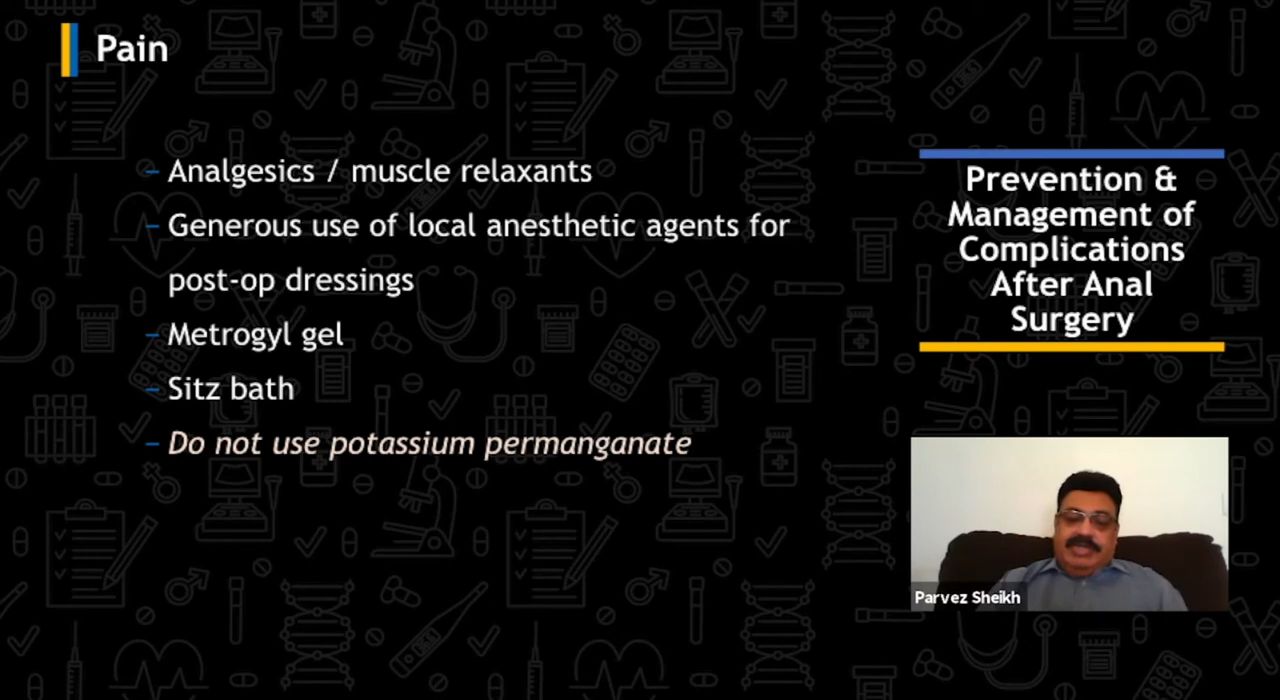 Pain
– Analgesics / muscle relaxants
– Generous use of local anesthetic agents for
post-op dressings
– Metrogyl gel
– Sitz bath
– Do not use potassium permanganate
Prevention &
Management of
Complications
After Anal
Surgery
Parvez Sheikh